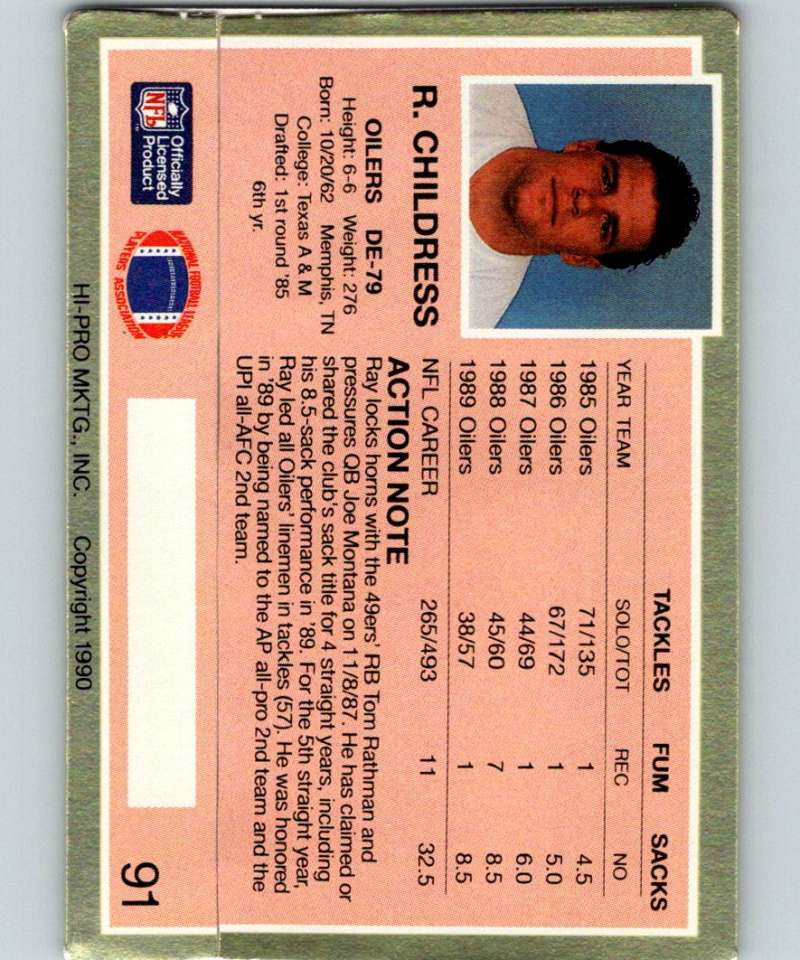 R. CHILDRESS
OILERS DE-79
Height: 6-6 Weight: 276
Born: 10/20/62 Memphis, TN
College: Texas A & M
Drafted: 1st round '85
6th yr.
TACKLES FUM SACKS
YEAR TEAM SOLO/TOT REC NO
1985 Oilers 71/135 1 4.5
1986 Oilers 67/172 1 5.0
1987 Oilers 44/69 1 6.0
1988 Oilers 45/60 7 8.5
1989 Oilers 38/57 1 8.5
NFL CAREER 265/493 11 32.5
ACTION NOTE
Ray locks horns with the 49ers' RB Tom Rathman and
pressures QB Joe Montana on 11/8/87. He has claimed or
shared the club's sack title for 4 straight years, including
his 8.5-sack performance in '89. For the 5th straight year,
Ray led all Oilers' linemen in tackles (57). He was honored
in '89 by being named to the AP all-pro 2nd team and the
UPI all-AFC 2nd team.
NFL
Officially
Licensed
Product
NATIONAL FOOTBALL LEAGUE
PLAYERS ASSOCIATION
91
HI-PRO MKTG., INC. Copyright 1990